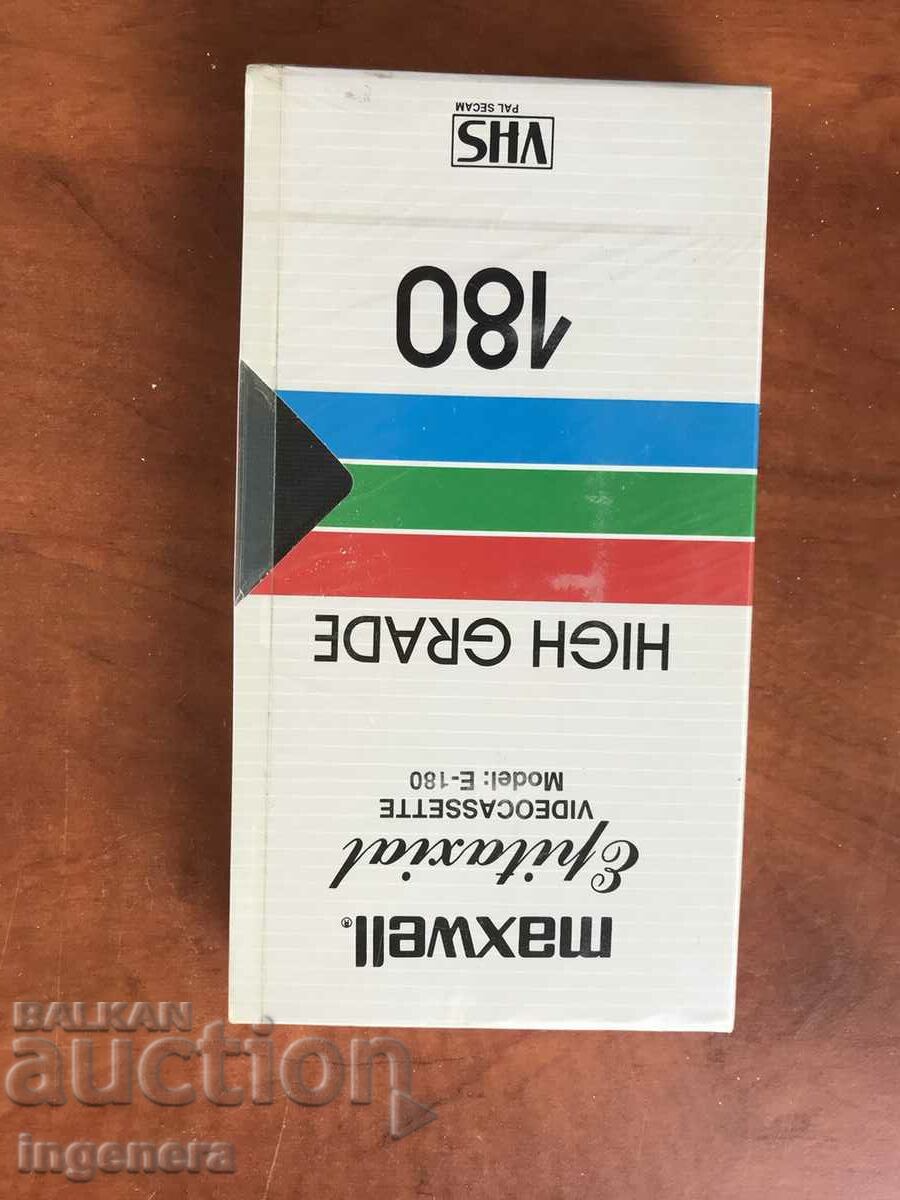 maxwell®
Epitaxial
VIDEOCASSETTE
Model: E-180
HIGH GRADE
180
VHS
PAL SECAM
BALKAN
auction
ingenera